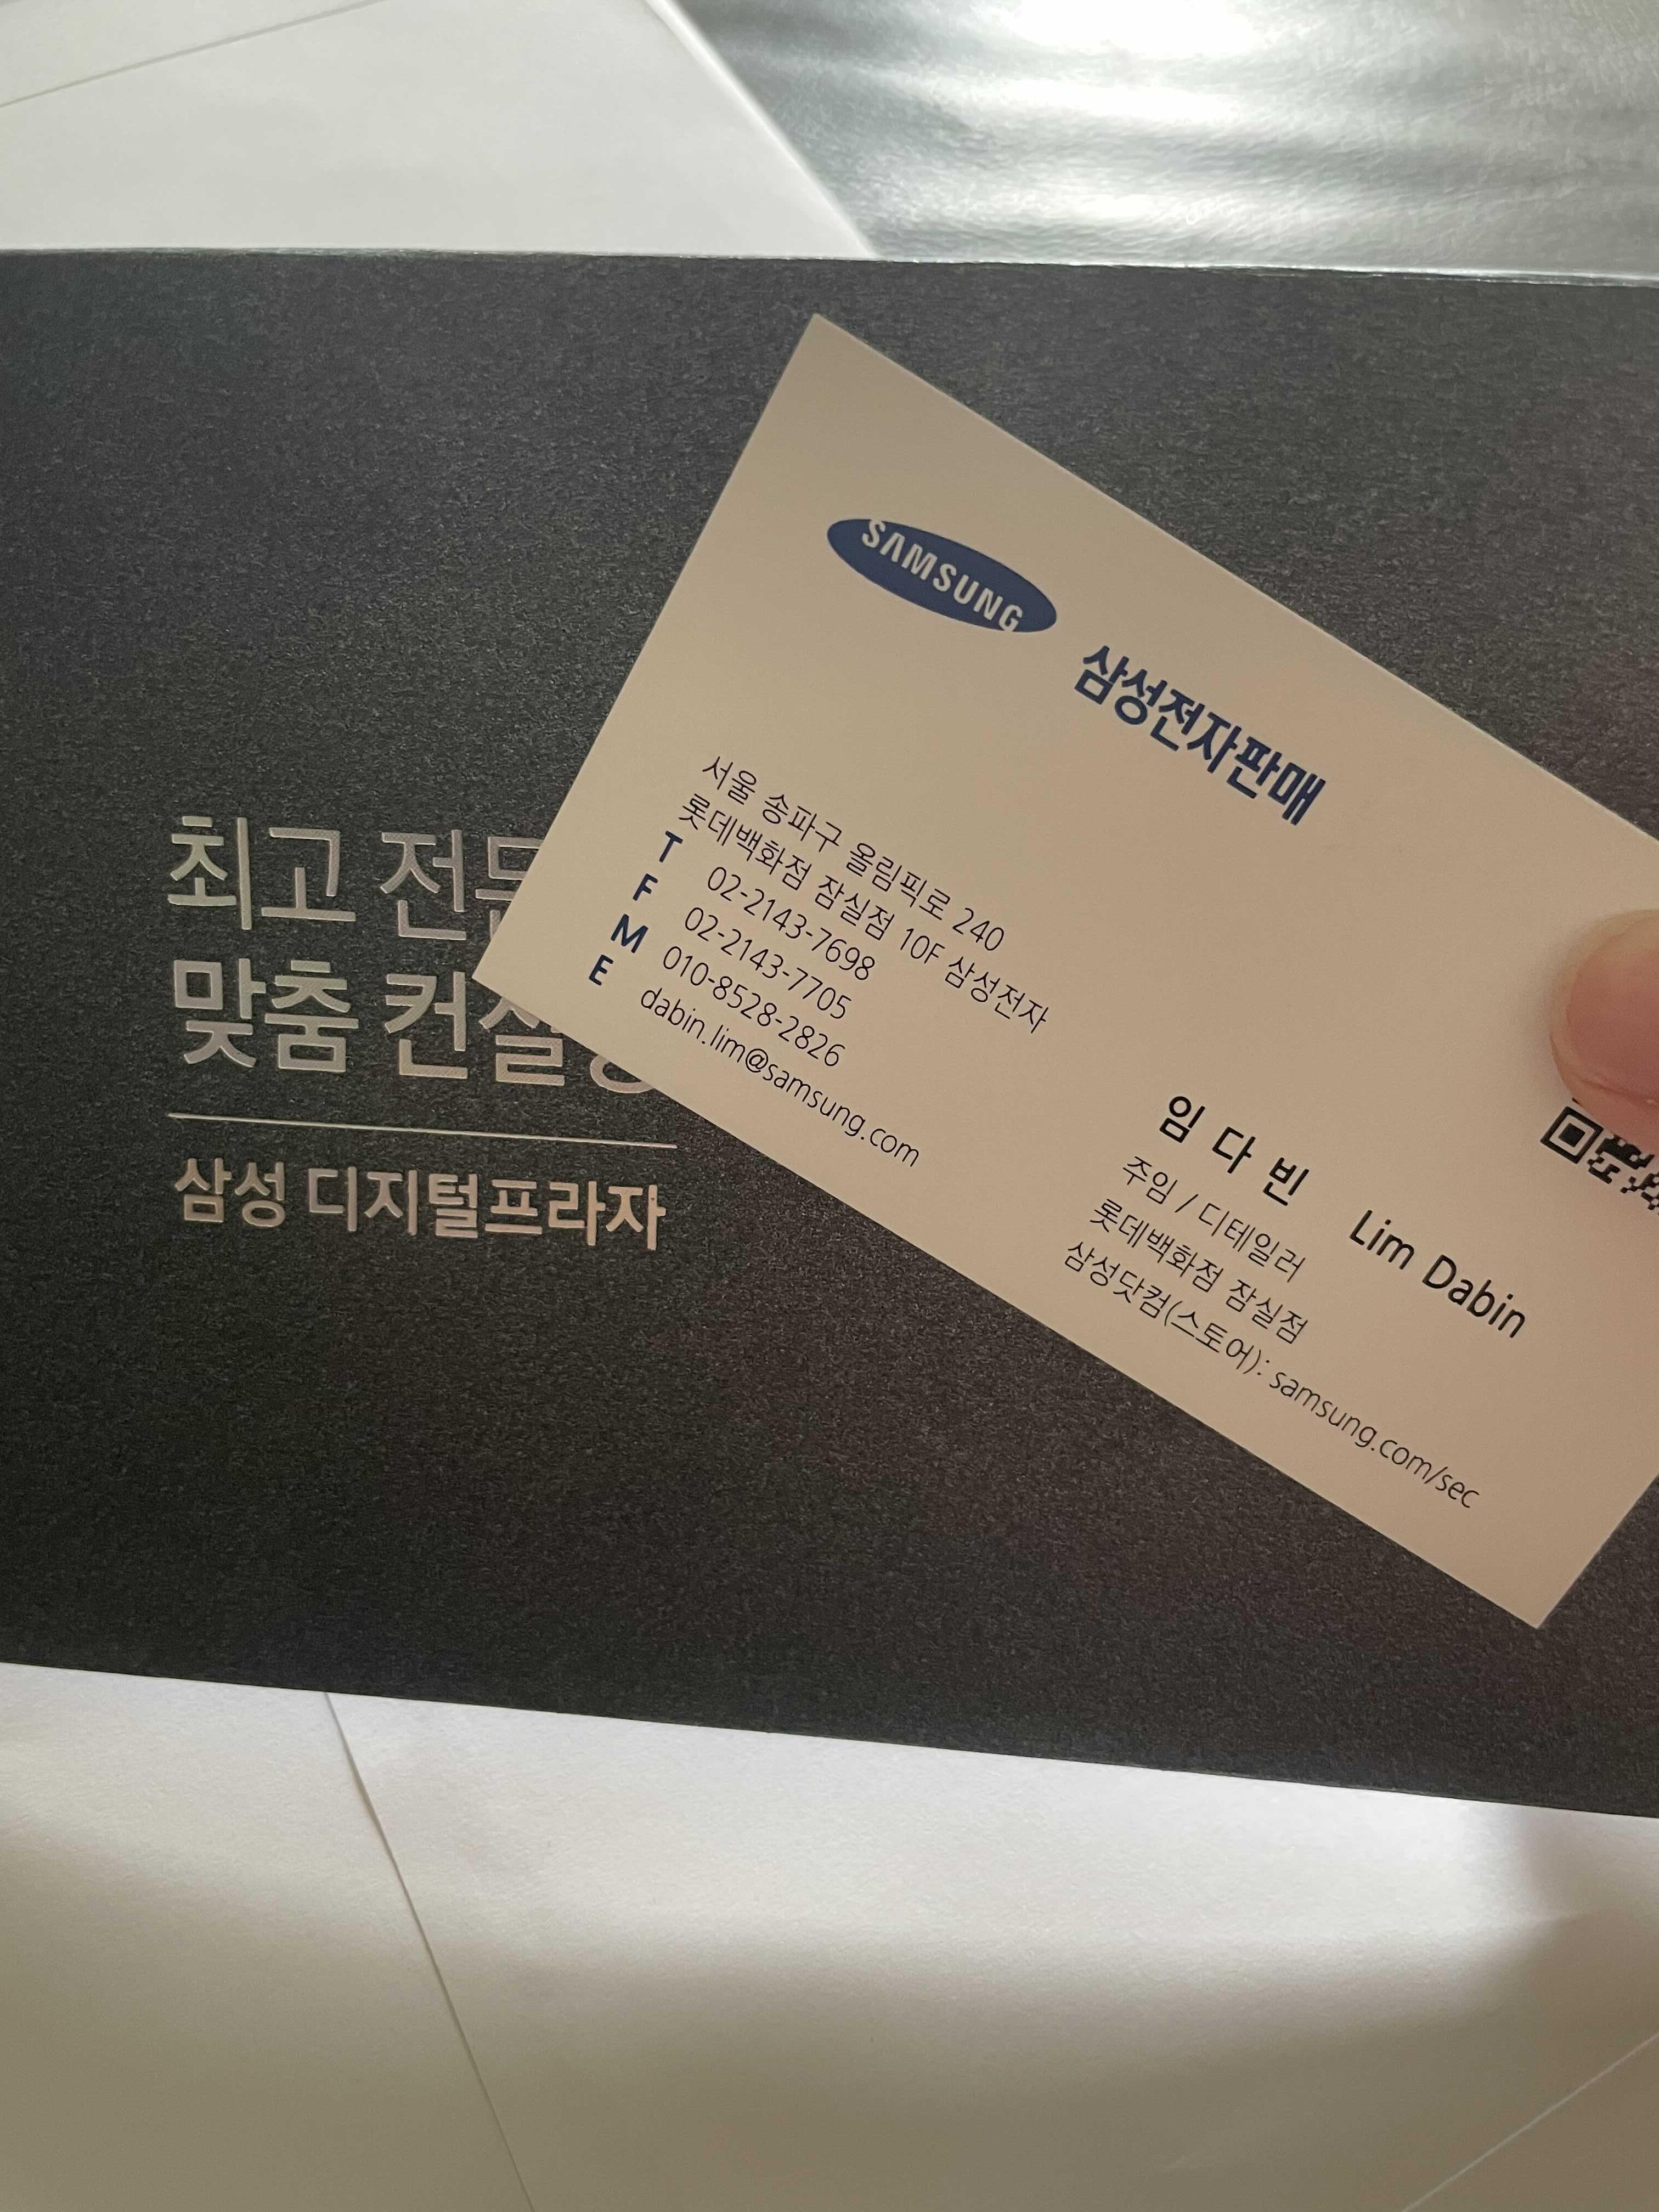 최고
맞춤
삼성 디지털프라자
SAMSUNG
삼성전자판매
서울 송파구 올림픽로 240
롯데백화점 잠실점 10F 삼성전자
T 02-2143-7698
F 02-2143-7705
M 010-8528-2826
E dabin.lim@samsung.com
임다빈 Lim Dabin
주임 / 디테일러
롯데백화점 잠실점
삼성닷컴(스토어): samsung.com/sec